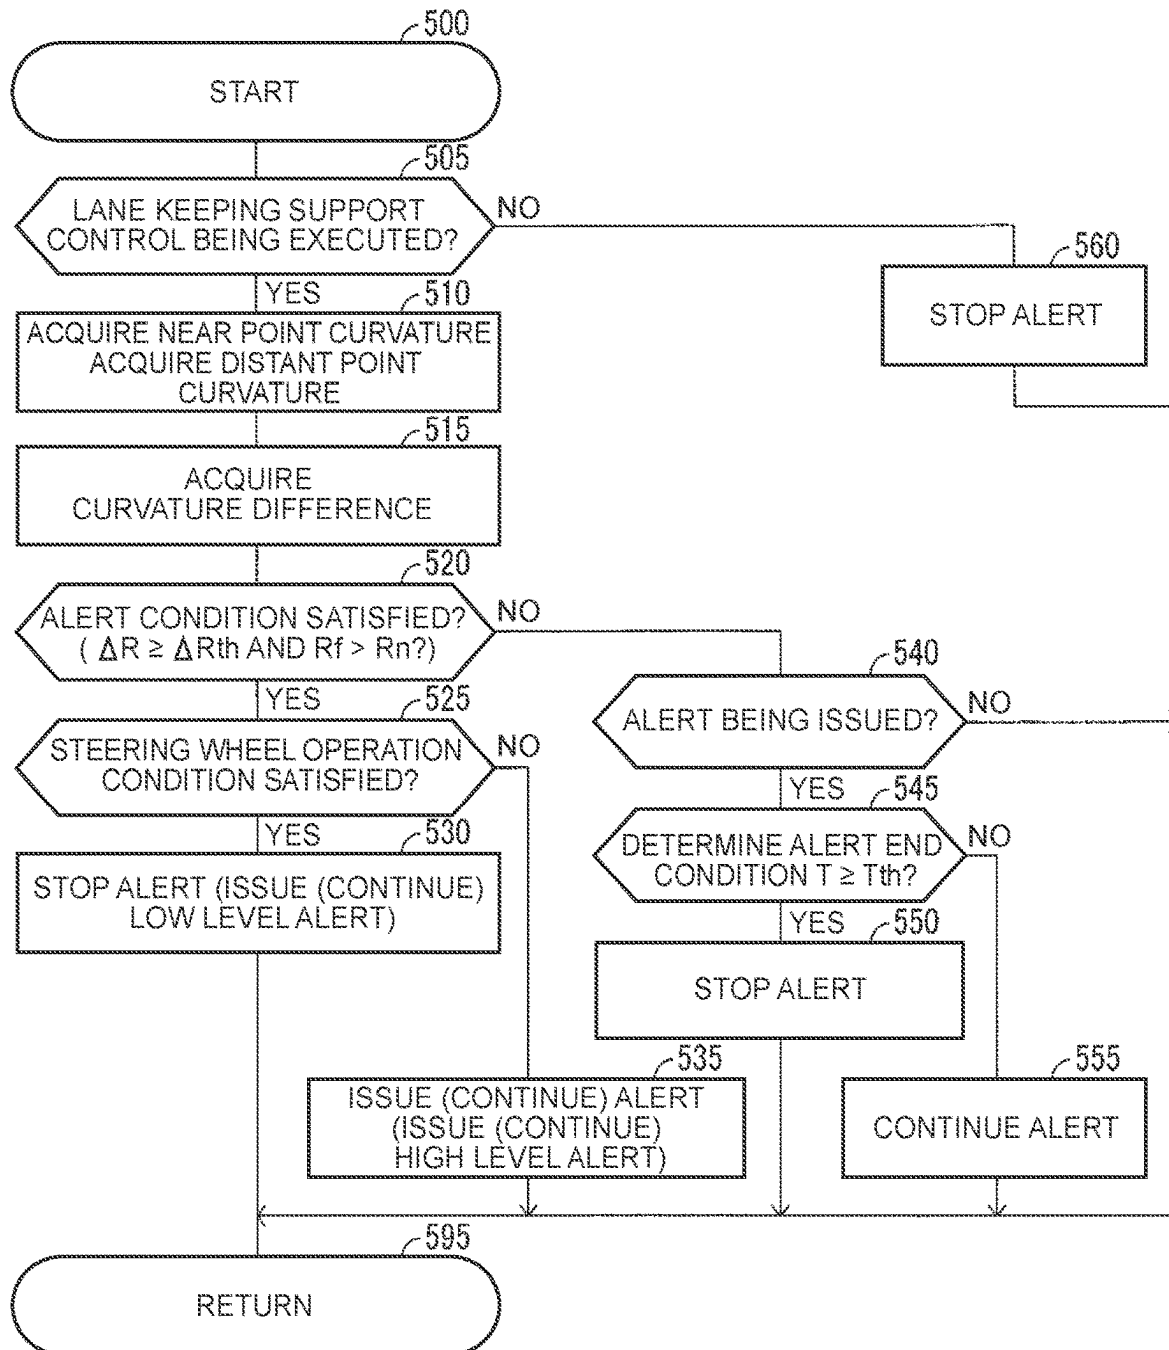 500
START
505
LANE KEEPING SUPPORT
CONTROL BEING EXECUTED?
NO
YES
560
STOP ALERT
510
ACQUIRE NEAR POINT CURVATURE
ACQUIRE DISTANT POINT
CURVATURE
515
ACQUIRE
CURVATURE DIFFERENCE
520
ALERT CONDITION SATISFIED?
( ΔR ≥ ΔRth AND Rf > Rn?)
NO
YES
540
ALERT BEING ISSUED?
NO
YES
525
STEERING WHEEL OPERATION
CONDITION SATISFIED?
NO
YES
545
DETERMINE ALERT END
CONDITION T ≥ Tth?
NO
YES
530
STOP ALERT (ISSUE (CONTINUE)
LOW LEVEL ALERT)
550
STOP ALERT
535
ISSUE (CONTINUE) ALERT
(ISSUE (CONTINUE)
HIGH LEVEL ALERT)
555
CONTINUE ALERT
595
RETURN